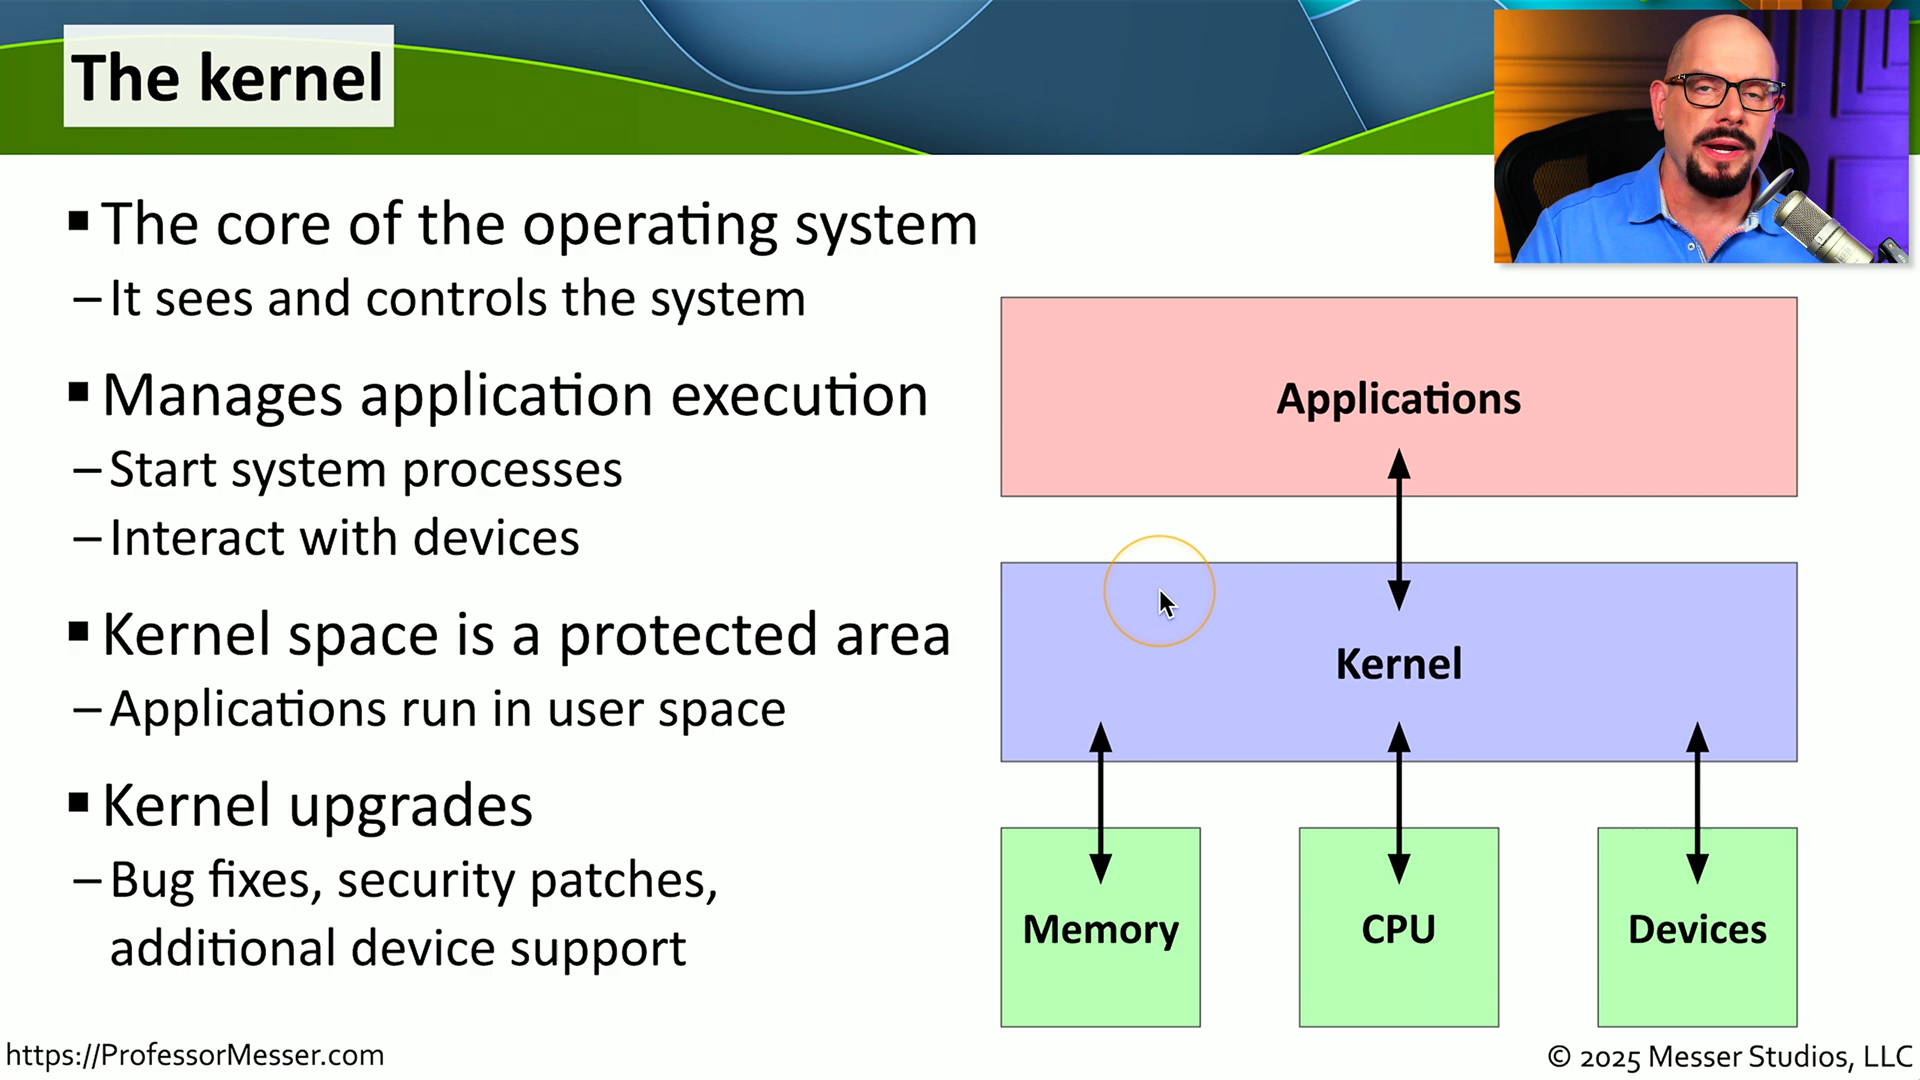 The kernel
▪ The core of the operating system
– It sees and controls the system
▪ Manages application execution
– Start system processes
– Interact with devices
▪ Kernel space is a protected area
– Applications run in user space
▪ Kernel upgrades
– Bug fixes, security patches,
additional device support
Applications
Kernel
Memory
CPU
Devices
https://ProfessorMesser.com
© 2025 Messer Studios, LLC